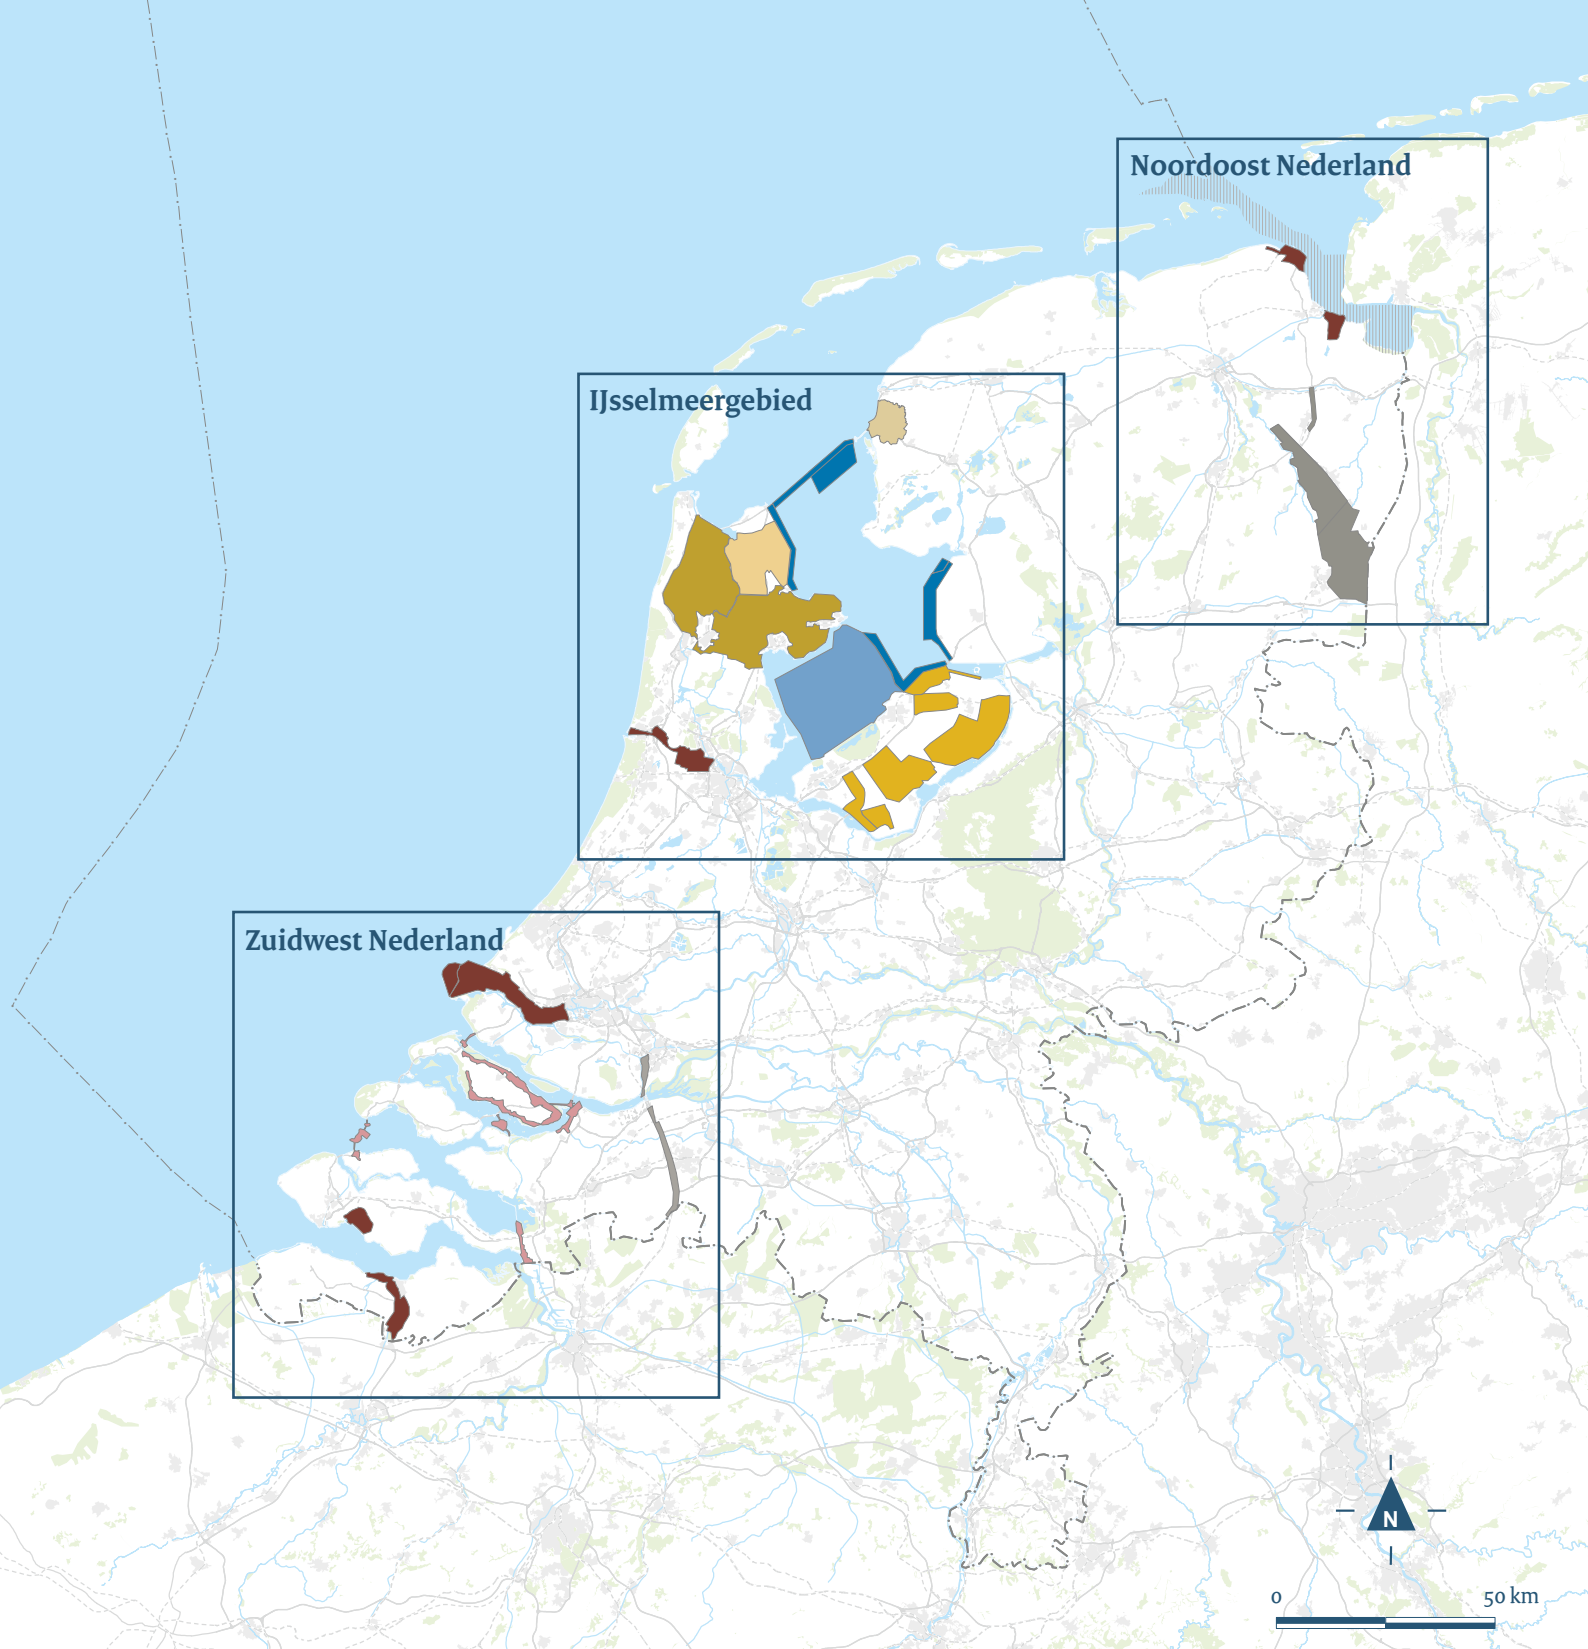 Noordoost Nederland
IJsselmeergebied
Zuidwest Nederland
N
0 50 km